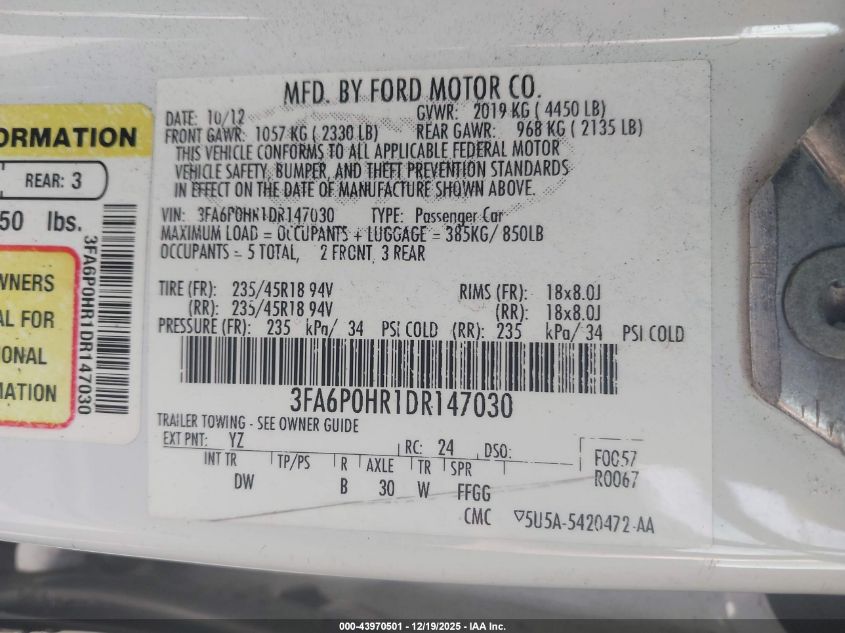 MFD. BY FORD MOTOR CO.
DATE: 10/12 GVWR: 2019 KG ( 4450 LB)
FRONT GAWR: 1057 KG ( 2330 LB) REAR GAWR: 968 KG ( 2135 LB)
THIS VEHICLE CONFORMS TO ALL APPLICABLE FEDERAL MOTOR
VEHICLE SAFETY, BUMPER, AND THEFT PREVENTION STANDARDS
IN EFFECT ON THE DATE OF MANUFACTURE SHOWN ABOVE.
VIN: 3FA6P0HR1DR147030 TYPE: Passenger Car
MAXIMUM LOAD = OCCUPANTS + LUGGAGE = 385KG/ 850LB
OCCUPANTS = 5 TOTAL, 2 FRONT, 3 REAR
TIRE (FR): 235/45R18 94V RIMS (FR): 18x8.0J
(RR): 235/45R18 94V (RR): 18x8.0J
PRESSURE (FR): 235 kPa/ 34 PSI COLD (RR): 235 kPa/ 34 PSI COLD
3FA6P0HR1DR147030
TRAILER TOWING - SEE OWNER GUIDE
EXT PNT: YZ RC: 24 DSO: F0057
R0067
INT TR TP/PS R AXLE TR SPR
DW B 30 W FFGG
CMC ▽5U5A-5420472-AA
ORMATION
REAR: 3
50 lbs.
WNERS
AL FOR
IONAL
MATION
3FA6P0HR1DR147030
000-43970501 - 12/19/2025 - IAA Inc.